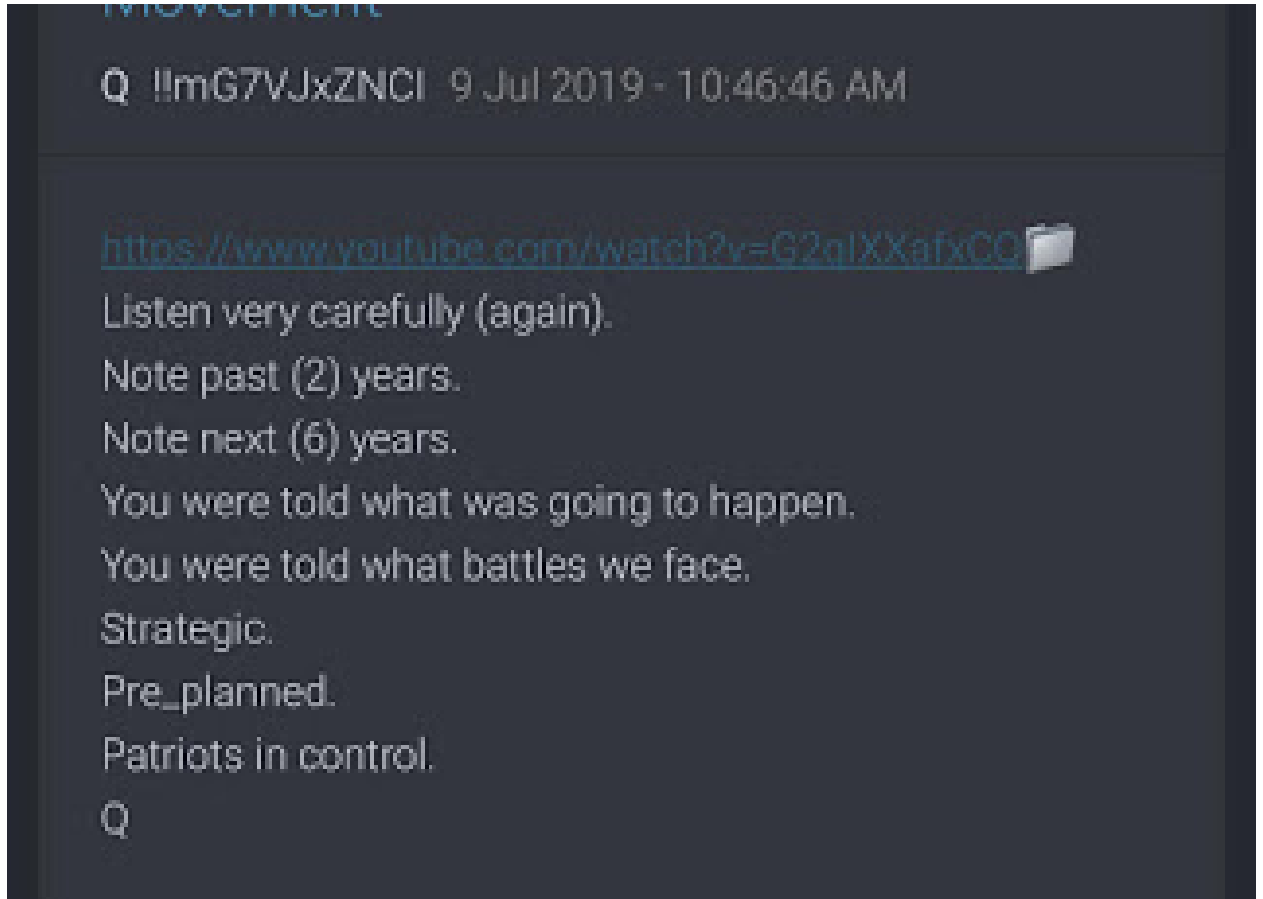 Movement
Q !!mG7VJxZNCI 9 Jul 2019 - 10:46:46 AM
https://www.youtube.com/watch?v=G2qIXXafxCQ
Listen very carefully (again).
Note past (2) years.
Note next (6) years.
You were told what was going to happen.
You were told what battles we face.
Strategic.
Pre_planned.
Patriots in control.
Q